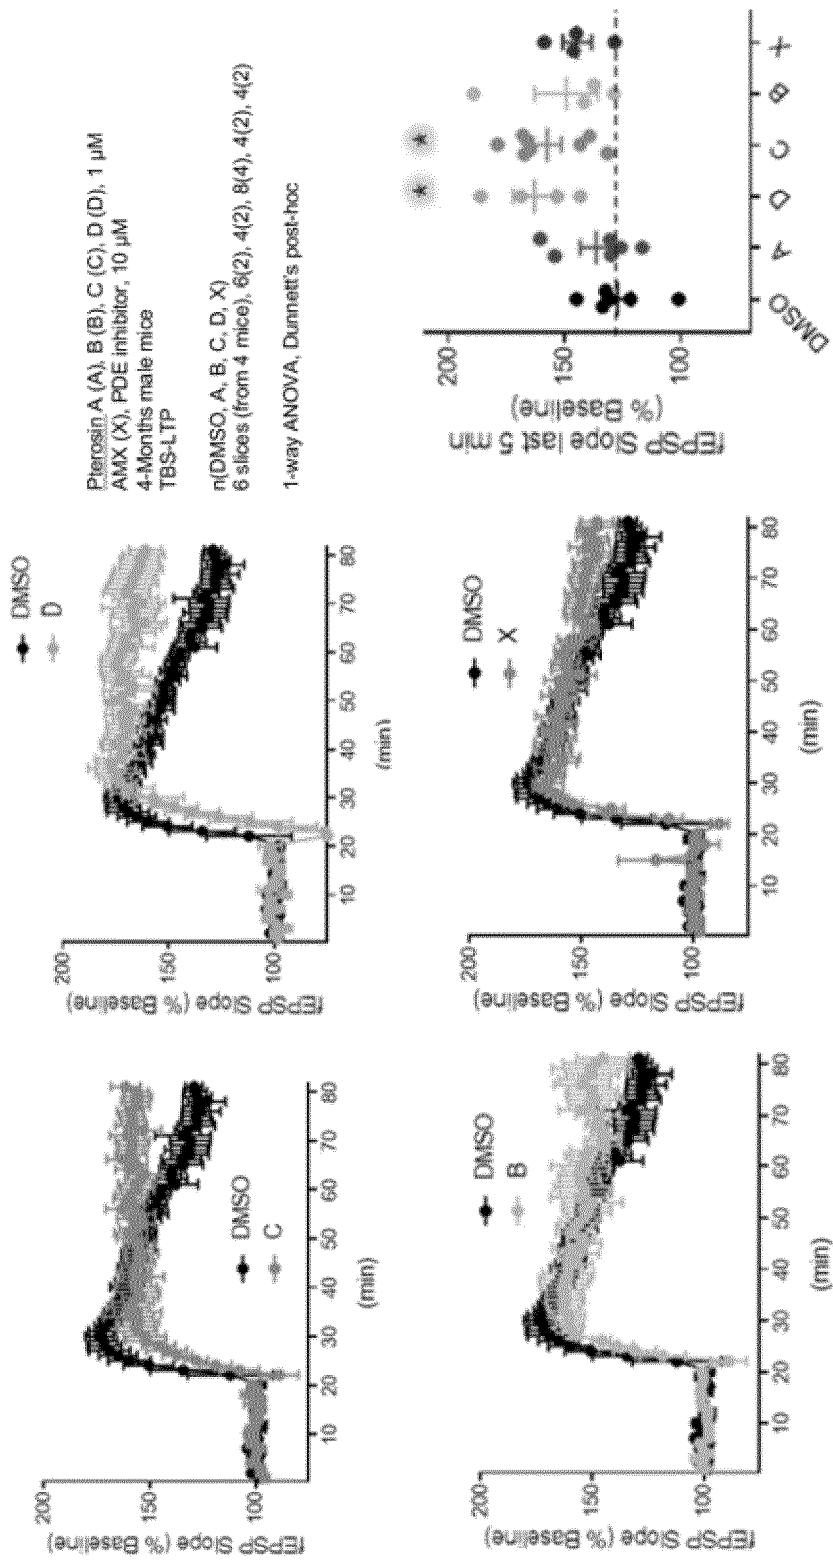 DMSO
C
fEPSP Slope (% Baseline)
200
150
100
10 20 30 40 50 60 70 80
(min)
DMSO
D
fEPSP Slope (% Baseline)
200
150
100
10 20 30 40 50 60 70 80
(min)
Pterosin A (A), B (B), C (C), D (D), 1 µM
AMX (X), PDE inhibitor, 10 µM
4-Months male mice
TBS-LTP
n(DMSO, A, B, C, D, X)
6 slices (from 4 mice), 6(2), 4(2), 8(4), 4(2), 4(2)
1-way ANOVA, Dunnett's post-hoc
DMSO
B
fEPSP Slope (% Baseline)
200
150
100
10 20 30 40 50 60 70 80
(min)
DMSO
X
fEPSP Slope (% Baseline)
200
150
100
10 20 30 40 50 60 70 80
(min)
fEPSP Slope last 5 min
(% Baseline)
200
150
100
* *
DMSO A D C B X